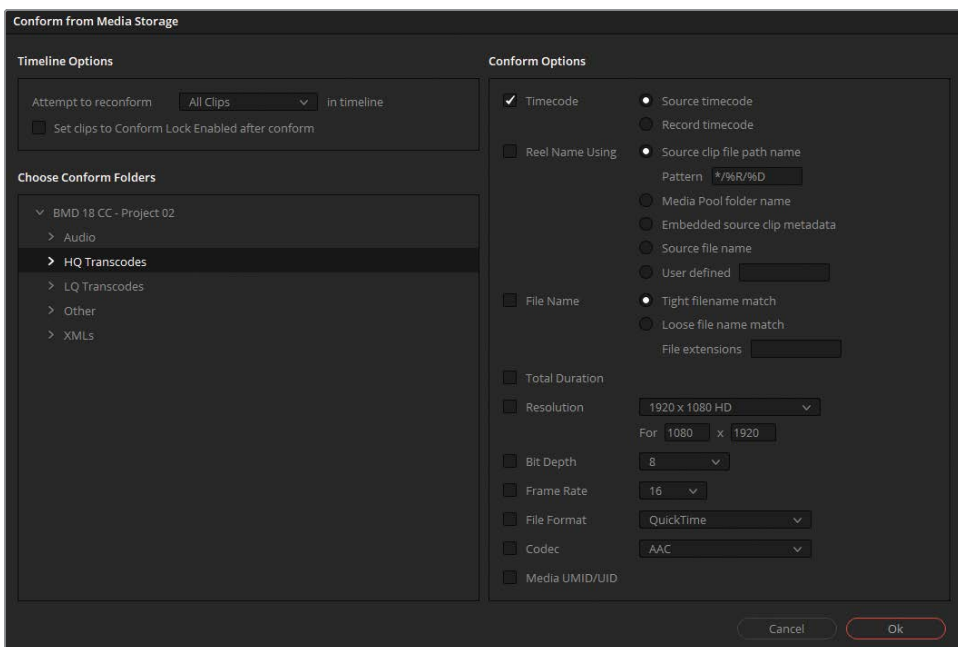 Conform from Media Storage
Timeline Options
Attempt to reconform All Clips in timeline
Set clips to Conform Lock Enabled after conform
Choose Conform Folders
BMD 18 CC - Project 02
Audio
HQ Transcodes
LQ Transcodes
Other
XMLs
Conform Options
Timecode Source timecode
Record timecode
Reel Name Using Source clip file path name
Pattern */%R/%D
Media Pool folder name
Embedded source clip metadata
Source file name
User defined
File Name Tight filename match
Loose file name match
File extensions
Total Duration
Resolution 1920 x 1080 HD
For 1080 x 1920
Bit Depth 8
Frame Rate 16
File Format QuickTime
Codec AAC
Media UMID/UID
Cancel Ok